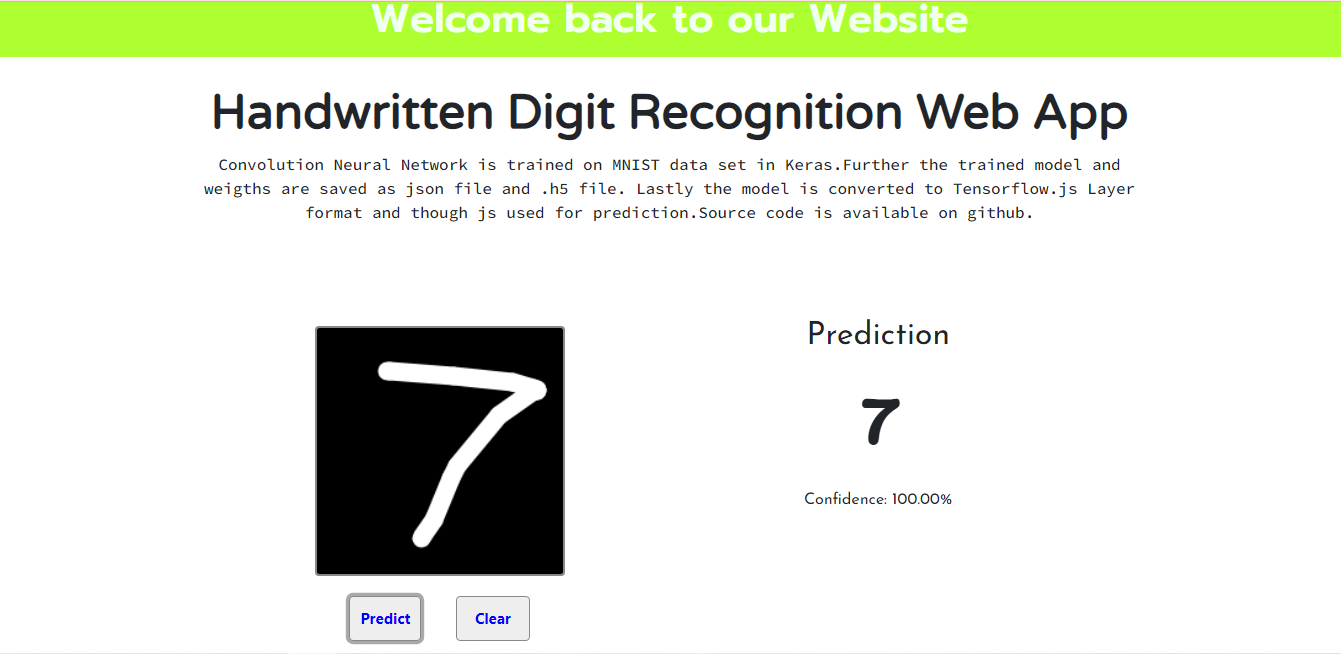 Welcome back to our Website
Handwritten Digit Recognition Web App
Convolution Neural Network is trained on MNIST data set in Keras.Further the trained model and
weigths are saved as json file and .h5 file. Lastly the model is converted to Tensorflow.js Layer
format and though js used for prediction.Source code is available on github.
7
Prediction
7
Confidence: 100.00%
Predict
Clear